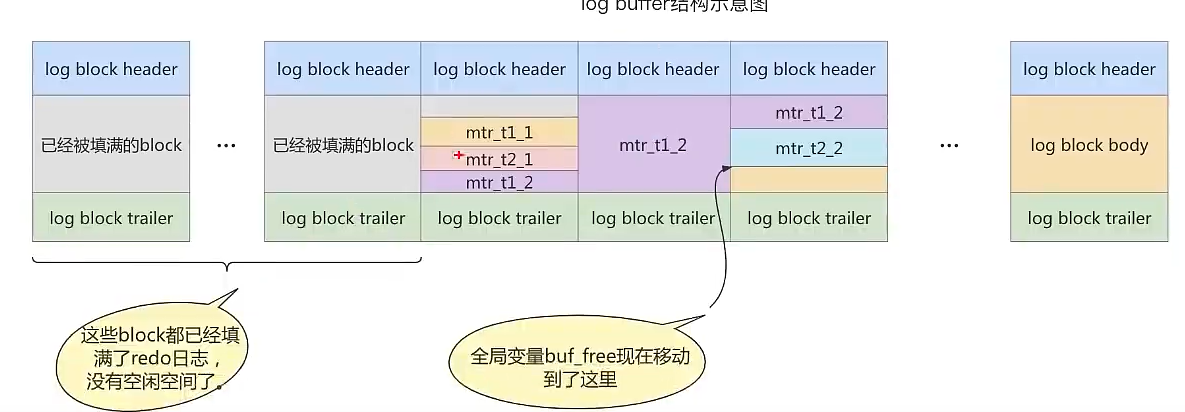 log buffer结构示意图
log block header
log block header
log block header
log block header
log block header
log block header
已经被填满的block
...
已经被填满的block
mtr_t1_1
mtr_t2_1
mtr_t1_2
mtr_t1_2
mtr_t1_2
mtr_t2_2
...
log block body
log block trailer
log block trailer
log block trailer
log block trailer
log block trailer
log block trailer
这些block都已经填
满了redo日志，
没有空闲空间了。
全局变量buf_free现在移动
到了这里